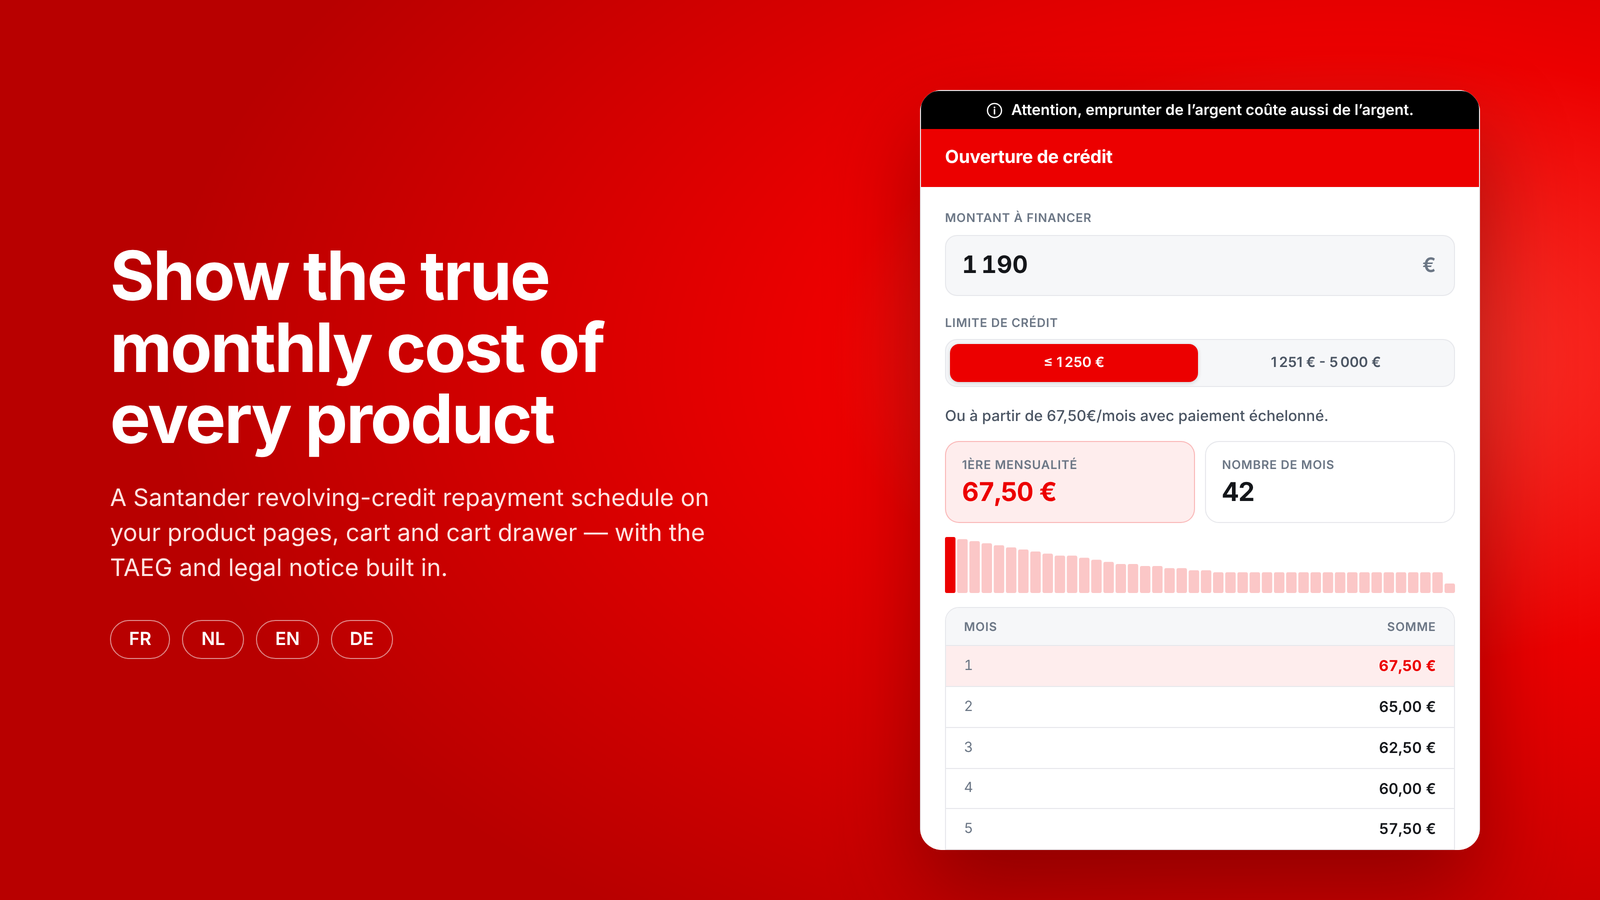 Show the true
monthly cost of
every product
A Santander revolving-credit repayment schedule on
your product pages, cart and cart drawer — with the
TAEG and legal notice built in.
FR NL EN DE
Attention, emprunter de l’argent coûte aussi de l’argent.
Ouverture de crédit
MONTANT À FINANCER
1 190 €
LIMITE DE CRÉDIT
≤ 1 250 € 1 251 € - 5 000 €
Ou à partir de 67,50€/mois avec paiement échelonné.
1ÈRE MENSUALITÉ NOMBRE DE MOIS
67,50 € 42
MOIS SOMME
1 67,50 €
2 65,00 €
3 62,50 €
4 60,00 €
5 57,50 €